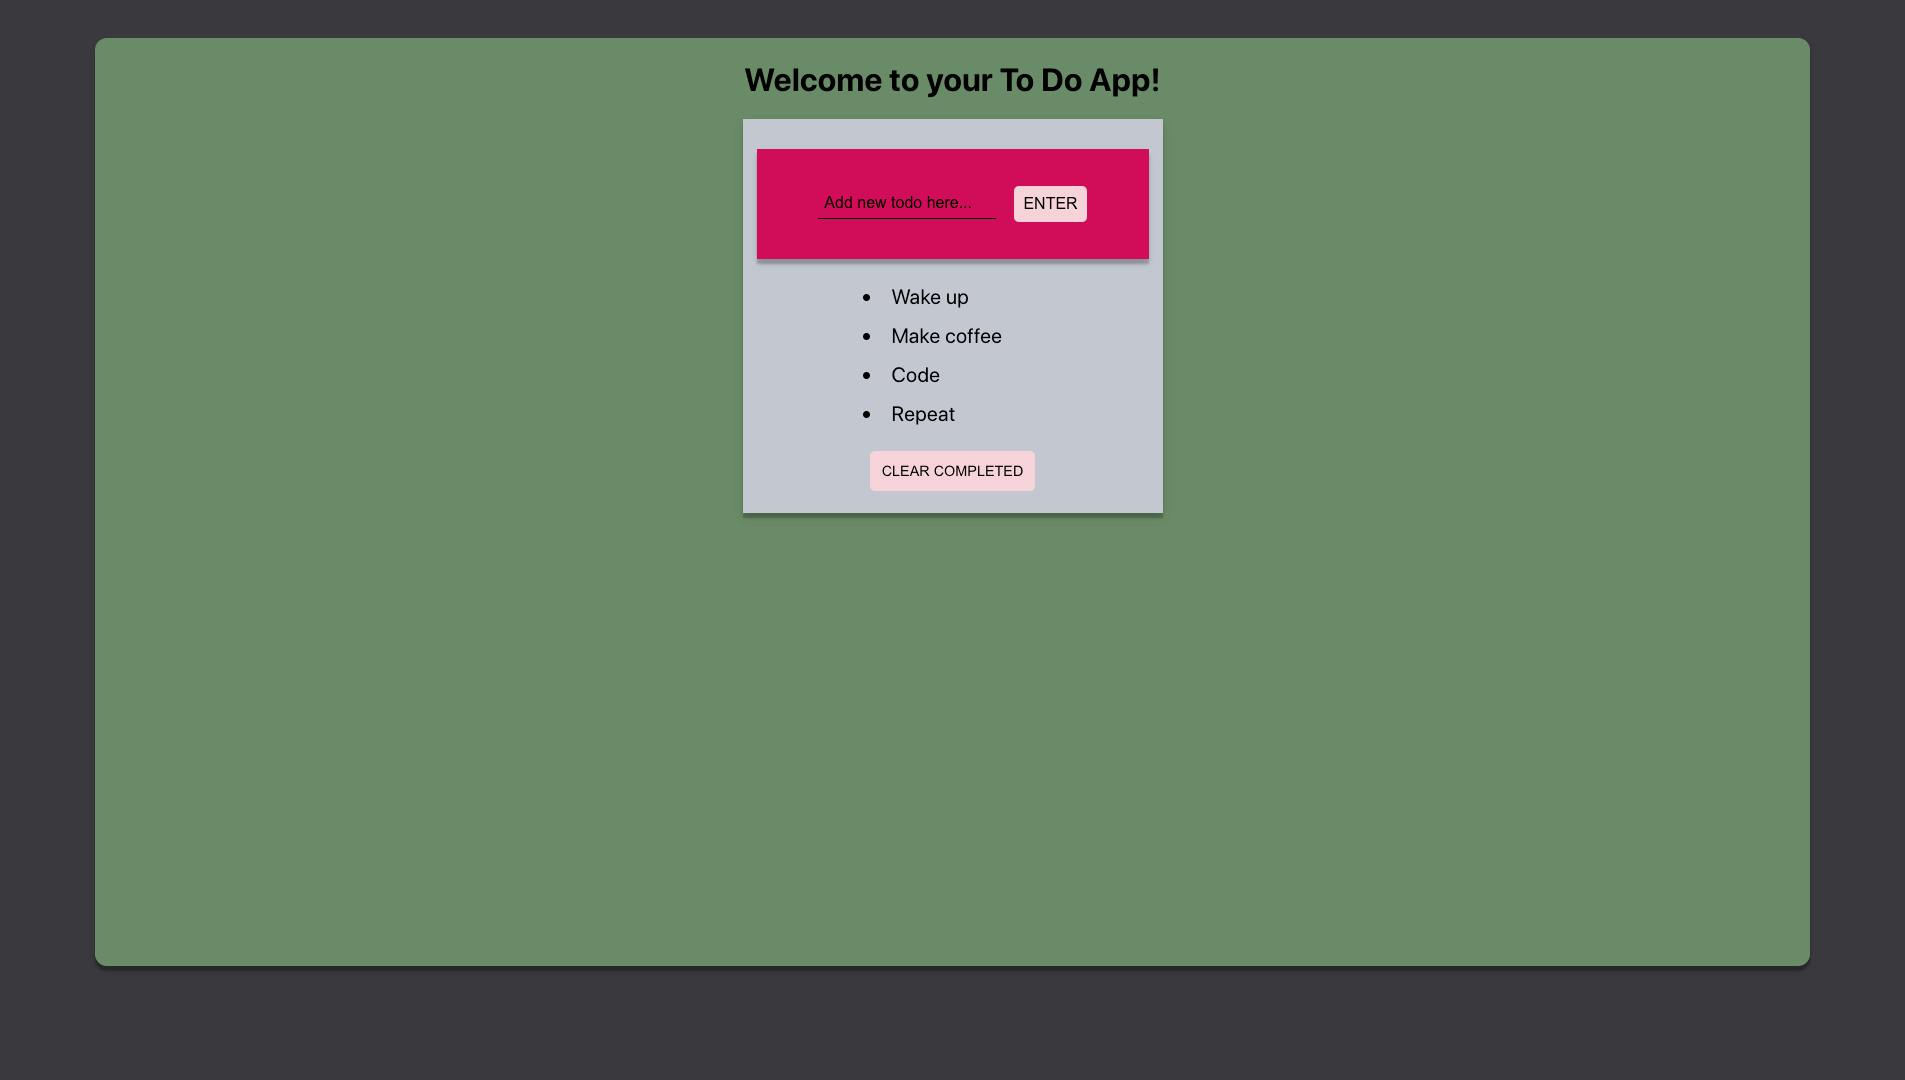 Welcome to your To Do App!
Add new todo here... ENTER
Wake up
Make coffee
Code
Repeat
CLEAR COMPLETED